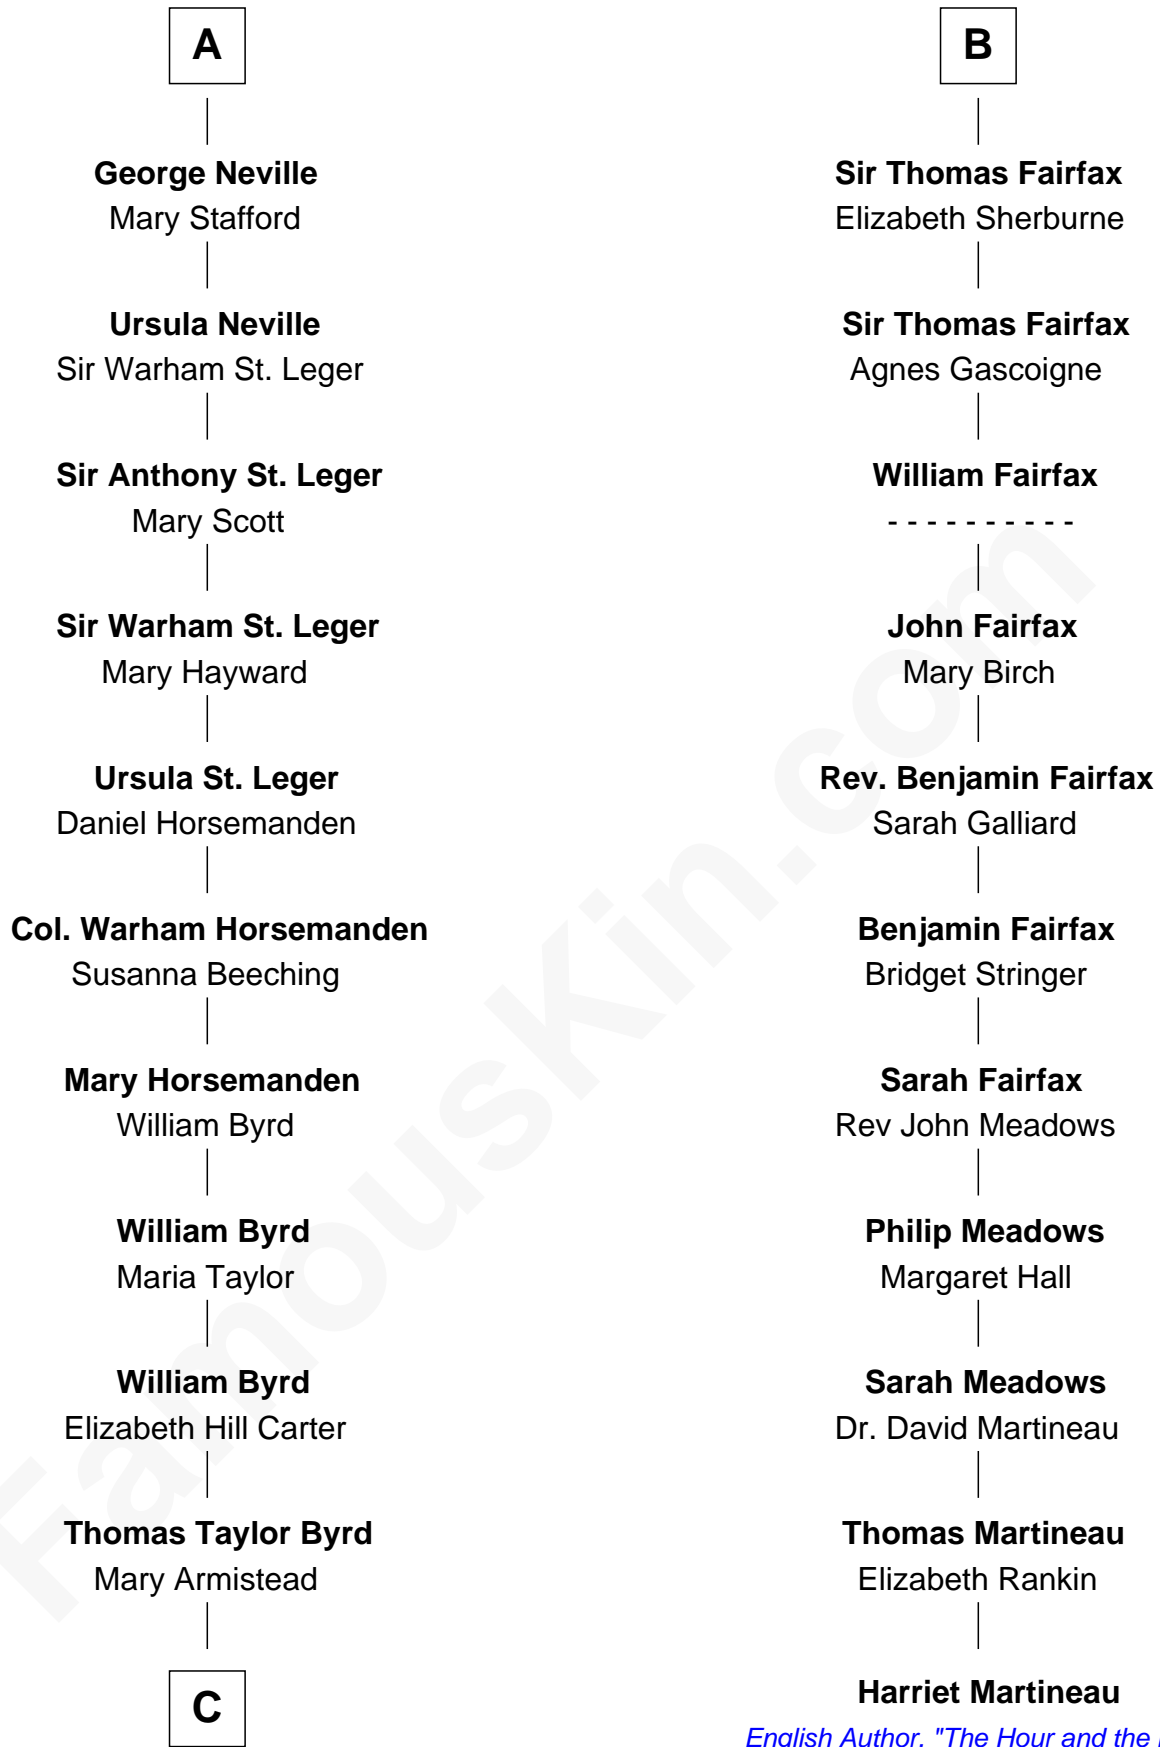 A
George Neville
Mary Stafford
Ursula Neville
Sir Warham St. Leger
Sir Anthony St. Leger
Mary Scott
Sir Warham St. Leger
Mary Hayward
Ursula St. Leger
Daniel Horsemanden
Col. Warham Horsemanden
Susanna Beeching
Mary Horsemanden
William Byrd
William Byrd
Maria Taylor
William Byrd
Elizabeth Hill Carter
Thomas Taylor Byrd
Mary Armistead
C
B
Sir Thomas Fairfax
Elizabeth Sherburne
Sir Thomas Fairfax
Agnes Gascoigne
William Fairfax
- - - - - - - - - -
John Fairfax
Mary Birch
Rev. Benjamin Fairfax
Sarah Galliard
Benjamin Fairfax
Bridget Stringer
Sarah Fairfax
Rev John Meadows
Philip Meadows
Margaret Hall
Sarah Meadows
Dr. David Martineau
Thomas Martineau
Elizabeth Rankin
Harriet Martineau
English Author, "The Hour and the
FamousKin.com